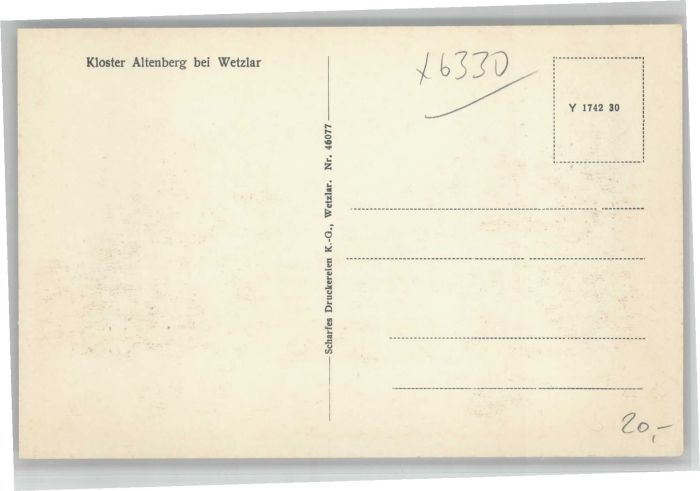 Kloster Altenberg bei Wetzlar
x6330
Y 1742 30
Scharfes Druckereien K.-G., Wetzlar. Nr. 46077
20,-